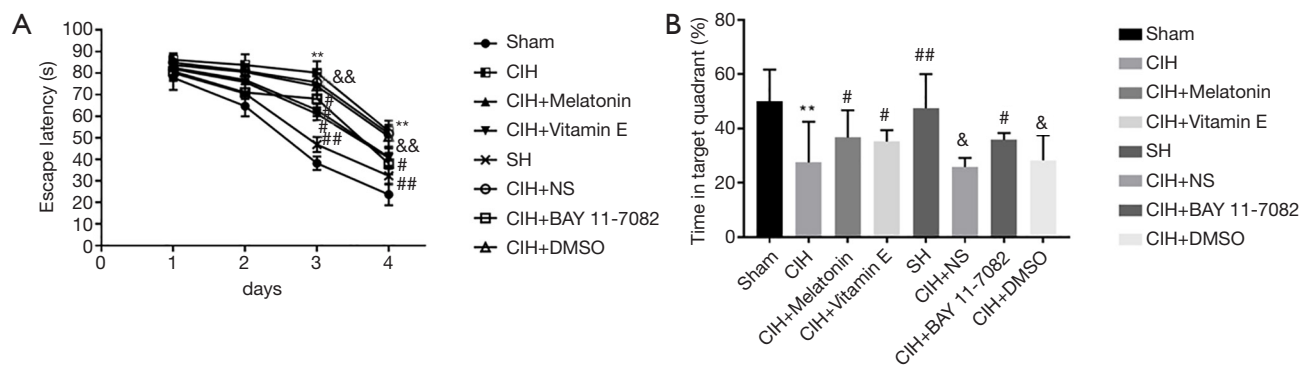 A
Escape latency (s)
100
90
80
70
60
50
40
30
20
10
0
0
1
2
3
4
days
**
&&
#
#
#
##
**
&&
#
##
Sham
CIH
CIH+Melatonin
CIH+Vitamin E
SH
CIH+NS
CIH+BAY 11-7082
CIH+DMSO
B
Time in target quadrant (%)
80
60
40
20
0
**
#
#
##
&
#
&
Sham
CIH
CIH+Melatonin
CIH+Vitamin E
SH
CIH+NS
CIH+BAY 11-7082
CIH+DMSO
Sham
CIH
CIH+Melatonin
CIH+Vitamin E
SH
CIH+NS
CIH+BAY 11-7082
CIH+DMSO